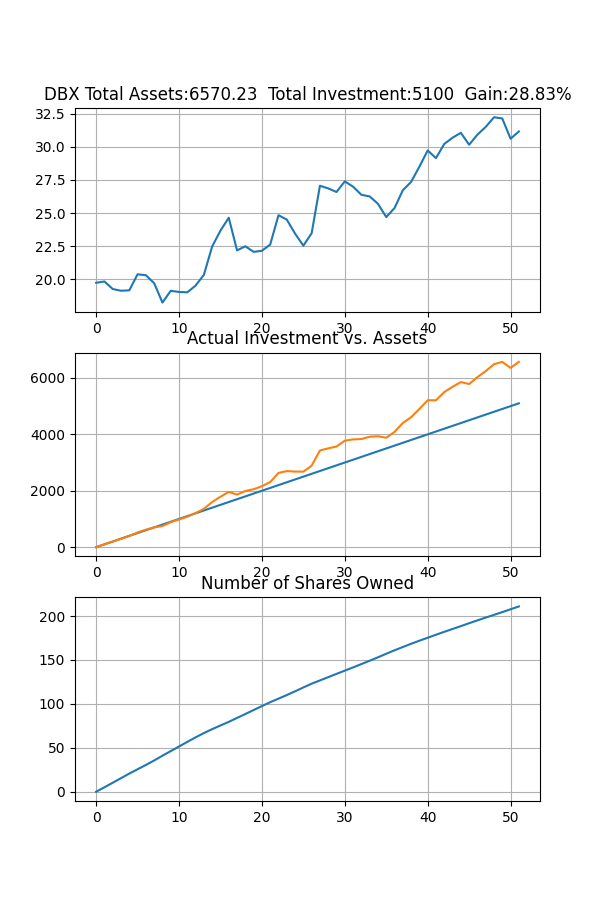 DBX Total Assets:6570.23  Total Investment:5100  Gain:28.83%
32.5
30.0
27.5
25.0
22.5
20.0
0 10 20 30 40 50
Actual Investment vs. Assets
6000
4000
2000
0
0 10 20 30 40 50
Number of Shares Owned
200
150
100
50
0
0 10 20 30 40 50